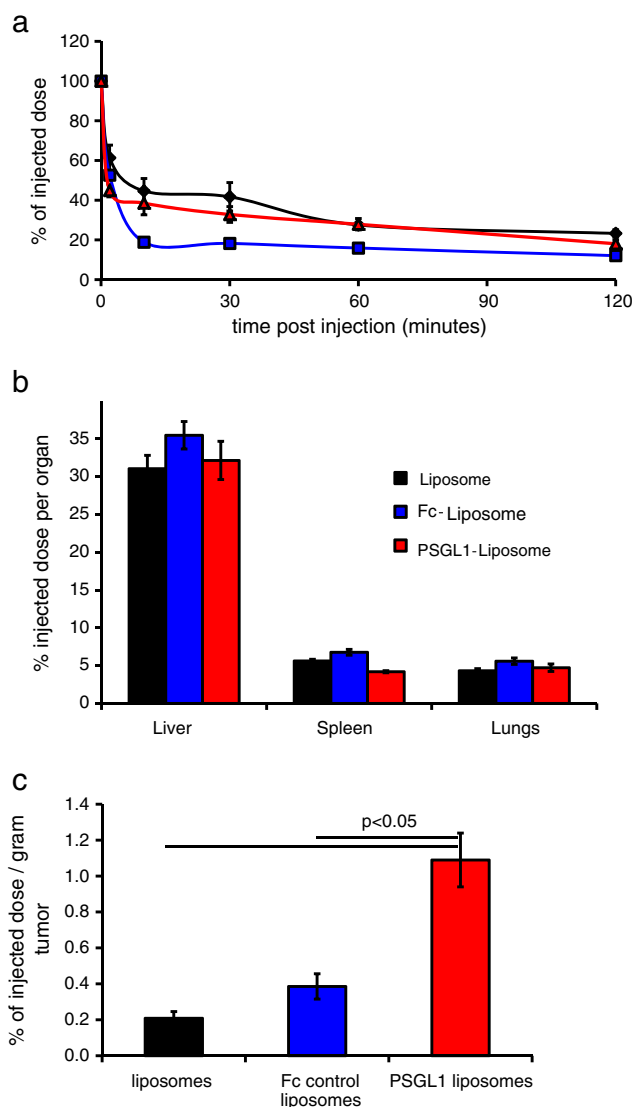 a
% of injected dose
120
100
80
60
40
20
0
0
30
60
90
120
time post injection (minutes)
b
% injected dose per organ
35
30
25
20
15
10
5
0
Liposome
Fc-Liposome
PSGL1-Liposome
Liver
Spleen
Lungs
c
% of injected dose / gram
tumor
1.4
1.2
1.0
0.8
0.6
0.4
0.2
0.0
p<0.05
liposomes
Fc control
liposomes
PSGL1 liposomes